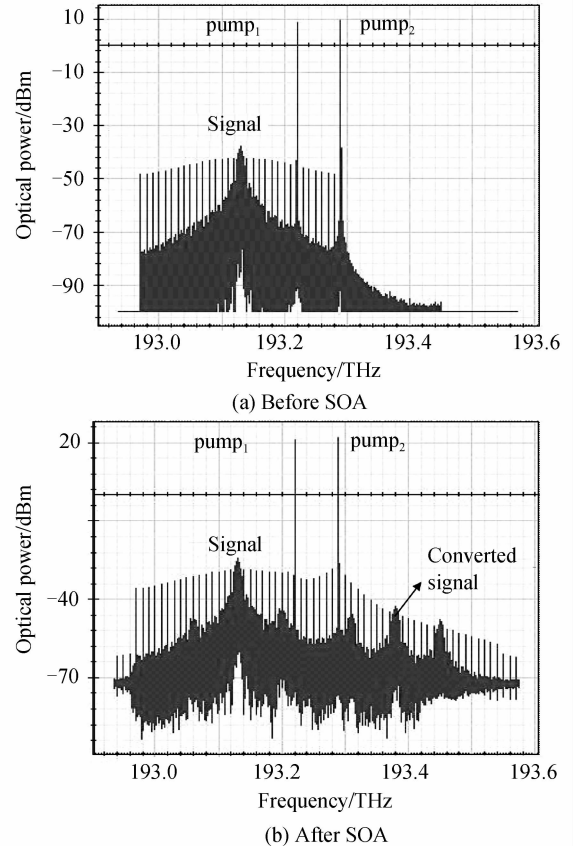 10
pump1 pump2
−10
−30
Signal
−50
−70
−90
Optical power/dBm
193.0 193.2 193.4 193.6
Frequency/THz
(a) Before SOA
20
pump1 pump2
Signal
Converted
signal
−40
−70
Optical power/dBm
193.0 193.2 193.4 193.6
Frequency/THz
(b) After SOA